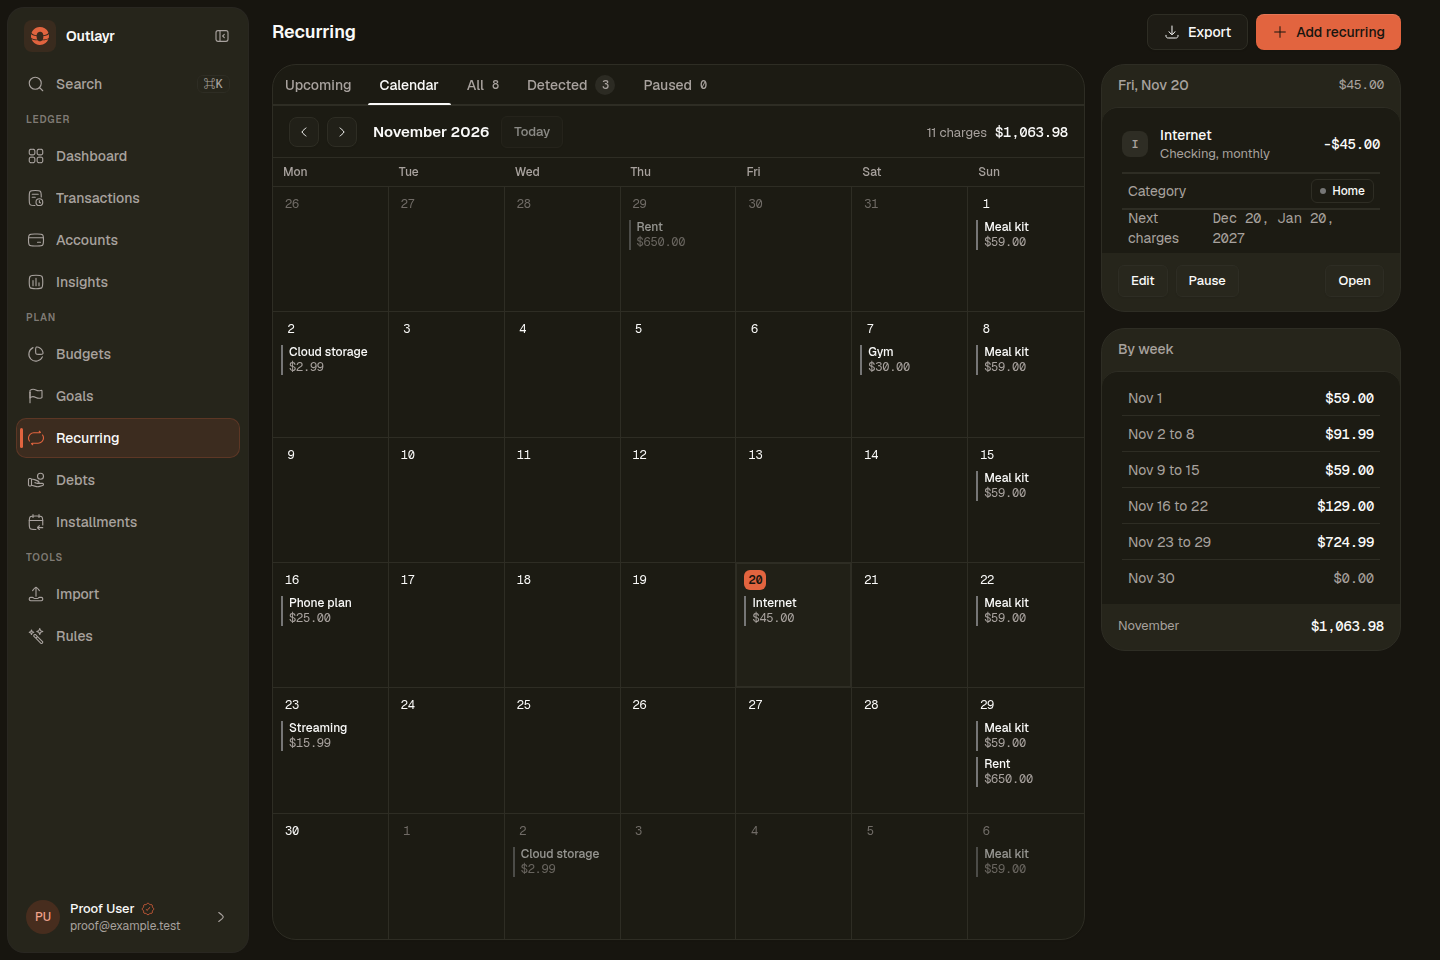 Outlayr
Search ⌘K
LEDGER
Dashboard
Transactions
Accounts
Insights
PLAN
Budgets
Goals
Recurring
Debts
Installments
TOOLS
Import
Rules
PU
Proof User
proof@example.test
Recurring
Export
Add recurring
Upcoming Calendar All 8 Detected 3 Paused 0
November 2026 Today 11 charges $1,063.98
Mon Tue Wed Thu Fri Sat Sun
26 27 28 29 30 31 1
Rent Meal kit
$650.00 $59.00
2 3 4 5 6 7 8
Cloud storage Gym Meal kit
$2.99 $30.00 $59.00
9 10 11 12 13 14 15
Meal kit
$59.00
16 17 18 19 20 21 22
Phone plan Internet Meal kit
$25.00 $45.00 $59.00
23 24 25 26 27 28 29
Streaming Meal kit
$15.99 $59.00
Rent
$650.00
30 1 2 3 4 5 6
Cloud storage Meal kit
$2.99 $59.00
Fri, Nov 20 $45.00
I
Internet
Checking, monthly
-$45.00
Category Home
Next Dec 20, Jan 20,
charges 2027
Edit Pause Open
By week
Nov 1 $59.00
Nov 2 to 8 $91.99
Nov 9 to 15 $59.00
Nov 16 to 22 $129.00
Nov 23 to 29 $724.99
Nov 30 $0.00
November $1,063.98